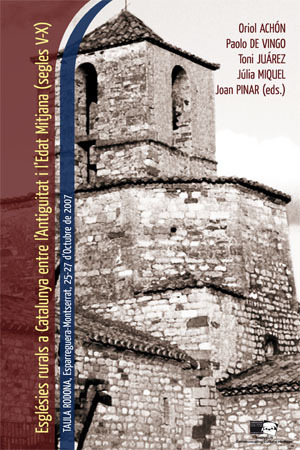 Oriol ACHÓN
Paolo DE VINGO
Toni JUÁREZ
Júlia MIQUEL
Joan PINAR (eds.)
Esglésies rurals a Catalunya entre l'Antiguitat i l'Edat Mitjana (segles V-X)
TAULA RODONA, Esparreguera-Montserrat, 25-27 d'Octubre de 2007